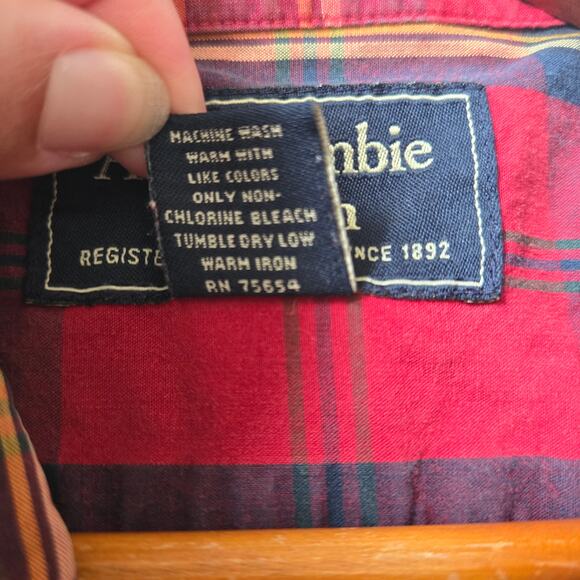 MACHINE WASH
WARM WITH
LIKE COLORS
ONLY NON-
CHLORINE BLEACH
TUMBLE DRY LOW
WARM IRON
RN 75654
A mbie
n
REGISTE NCE 1892